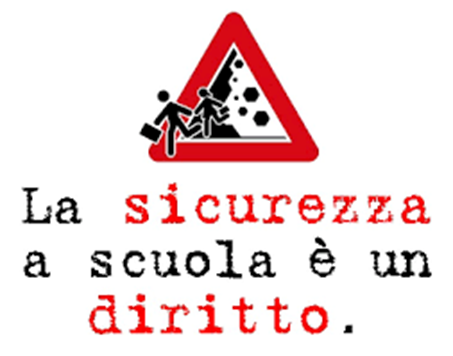 La sicurezza
a scuola è un
diritto.